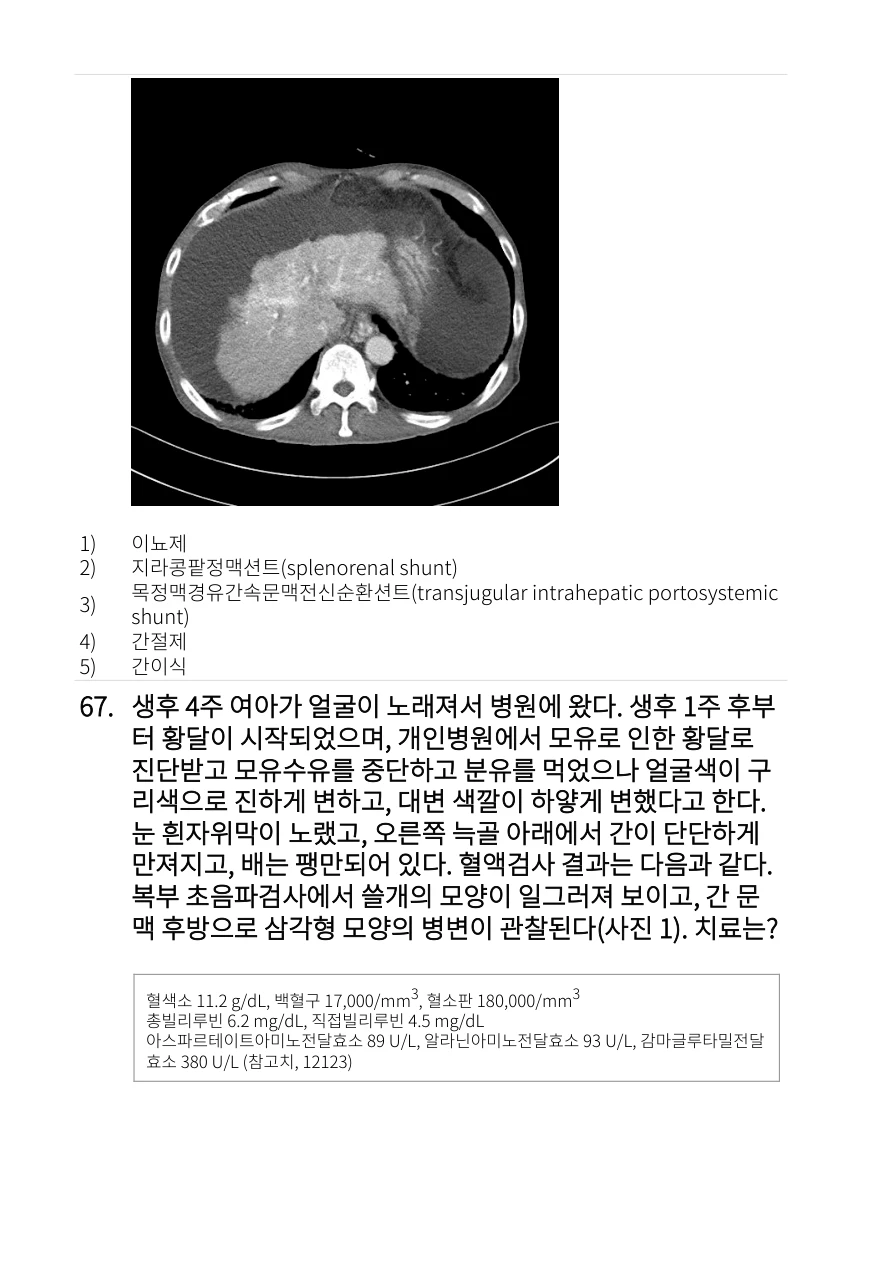 1) 이뇨제
2) 지라콩팥정맥션트(splenorenal shunt)
3) 목정맥경유간속문맥전신순환션트(transjugular intrahepatic portosystemic
shunt)
4) 간절제
5) 간이식
67. 생후 4주 여아가 얼굴이 노래져서 병원에 왔다. 생후 1주 후부
터 황달이 시작되었으며, 개인병원에서 모유로 인한 황달로
진단받고 모유수유를 중단하고 분유를 먹었으나 얼굴색이 구
리색으로 진하게 변하고, 대변 색깔이 하얗게 변했다고 한다.
눈 흰자위막이 노랬고, 오른쪽 늑골 아래에서 간이 단단하게
만져지고, 배는 팽만되어 있다. 혈액검사 결과는 다음과 같다.
복부 초음파검사에서 쓸개의 모양이 일그러져 보이고, 간 문
맥 후방으로 삼각형 모양의 병변이 관찰된다(사진 1). 치료는?
혈색소 11.2 g/dL, 백혈구 17,000/mm³, 혈소판 180,000/mm³
총빌리루빈 6.2 mg/dL, 직접빌리루빈 4.5 mg/dL
아스파르테이트아미노전달효소 89 U/L, 알라닌아미노전달효소 93 U/L, 감마글루타밀전달
효소 380 U/L (참고치, 12123)